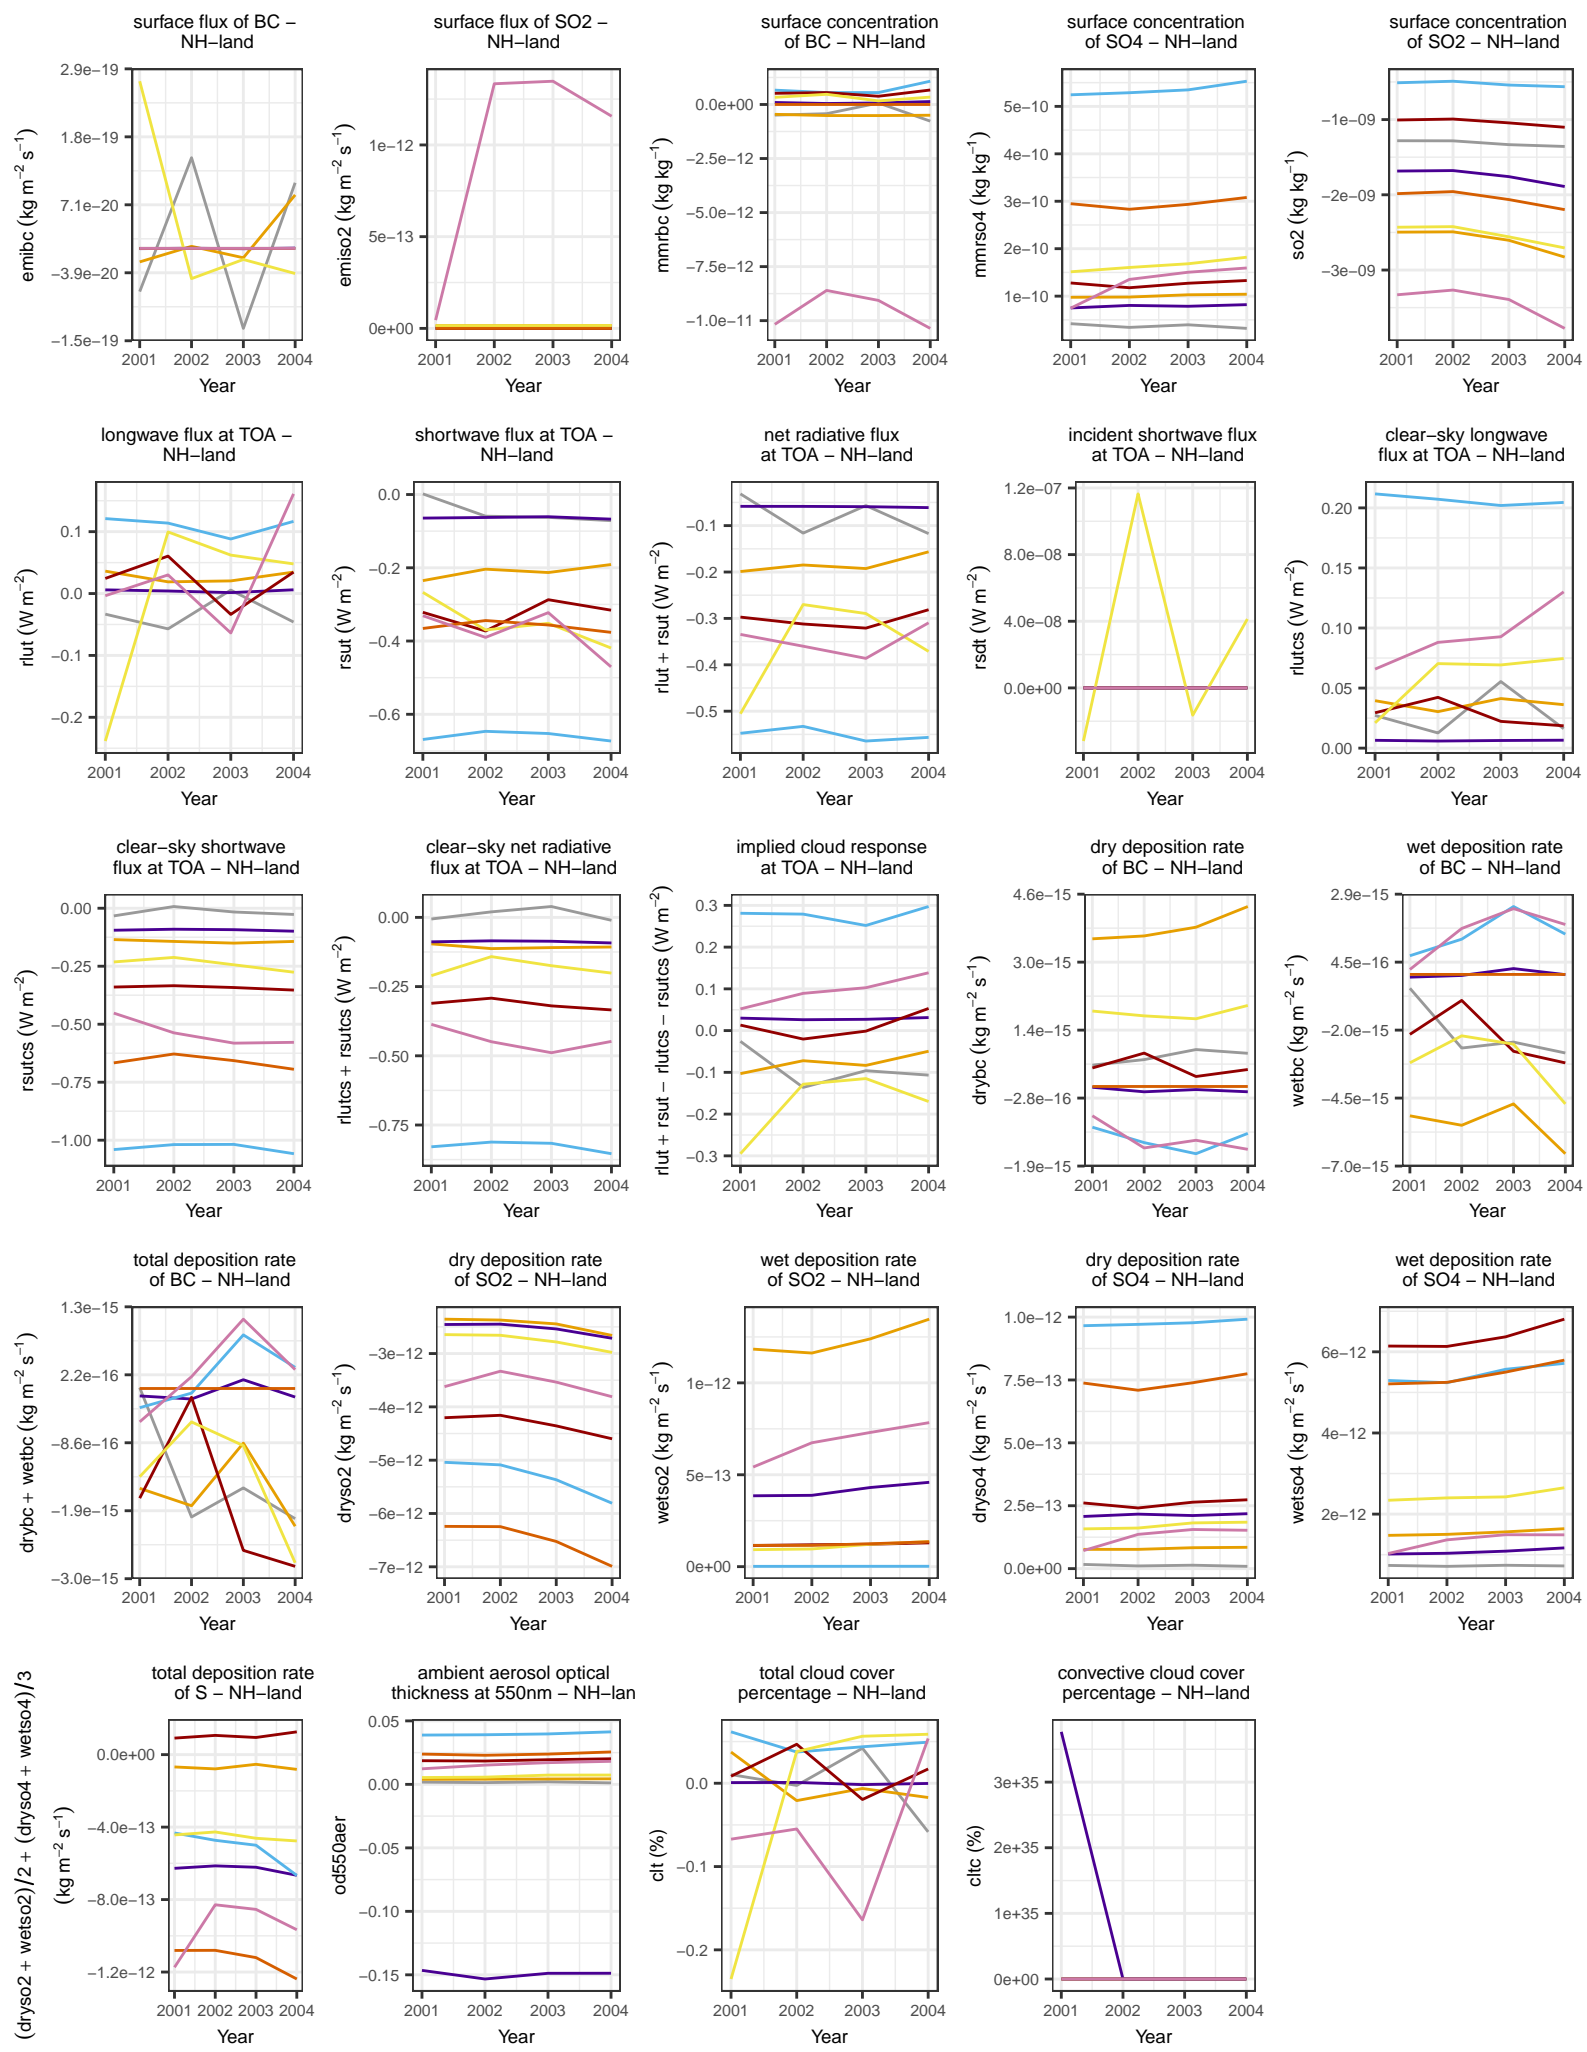 surface flux of BC −
NH−land
surface flux of SO2 −
NH−land
surface concentration
of BC − NH−land
surface concentration
of SO4 − NH−land
surface concentration
of SO2 − NH−land
emibc (kg m−2 s−1)
2.9e−19
1.8e−19
7.1e−20
−3.9e−20
−1.5e−19
2001 2002 2003 2004
Year
emiso2 (kg m−2 s−1)
1e−12
5e−13
0e+00
2001 2002 2003 2004
Year
mmrbc (kg kg−1)
0.0e+00
−2.5e−12
−5.0e−12
−7.5e−12
−1.0e−11
2001 2002 2003 2004
Year
mmrso4 (kg kg−1)
5e−10
4e−10
3e−10
2e−10
1e−10
2001 2002 2003 2004
Year
so2 (kg kg−1)
−1e−09
−2e−09
−3e−09
2001 2002 2003 2004
Year
longwave flux at TOA −
NH−land
shortwave flux at TOA −
NH−land
net radiative flux
at TOA − NH−land
incident shortwave flux
at TOA − NH−land
clear−sky longwave
flux at TOA − NH−land
rlut (W m−2)
0.1
0.0
−0.1
−0.2
2001 2002 2003 2004
Year
rsut (W m−2)
0.0
−0.2
−0.4
−0.6
2001 2002 2003 2004
Year
rlut + rsut (W m−2)
−0.1
−0.2
−0.3
−0.4
−0.5
2001 2002 2003 2004
Year
rsdt (W m−2)
1.2e−07
8.0e−08
4.0e−08
0.0e+00
2001 2002 2003 2004
Year
rlutcs (W m−2)
0.20
0.15
0.10
0.05
0.00
2001 2002 2003 2004
Year
clear−sky shortwave
flux at TOA − NH−land
clear−sky net radiative
flux at TOA − NH−land
implied cloud response
at TOA − NH−land
dry deposition rate
of BC − NH−land
wet deposition rate
of BC − NH−land
rsutcs (W m−2)
0.00
−0.25
−0.50
−0.75
−1.00
2001 2002 2003 2004
Year
rlutcs + rsutcs (W m−2)
0.00
−0.25
−0.50
−0.75
2001 2002 2003 2004
Year
rlut + rsut − rlutcs − rsutcs (W m−2)
0.3
0.2
0.1
0.0
−0.1
−0.2
−0.3
2001 2002 2003 2004
Year
drybc (kg m−2 s−1)
4.6e−15
3.0e−15
1.4e−15
−2.8e−16
−1.9e−15
2001 2002 2003 2004
Year
wetbc (kg m−2 s−1)
2.9e−15
4.5e−16
−2.0e−15
−4.5e−15
−7.0e−15
2001 2002 2003 2004
Year
total deposition rate
of BC − NH−land
dry deposition rate
of SO2 − NH−land
wet deposition rate
of SO2 − NH−land
dry deposition rate
of SO4 − NH−land
wet deposition rate
of SO4 − NH−land
drybc + wetbc (kg m−2 s−1)
1.3e−15
2.2e−16
−8.6e−16
−1.9e−15
−3.0e−15
2001 2002 2003 2004
Year
dryso2 (kg m−2 s−1)
−3e−12
−4e−12
−5e−12
−6e−12
−7e−12
2001 2002 2003 2004
Year
wetso2 (kg m−2 s−1)
1e−12
5e−13
0e+00
2001 2002 2003 2004
Year
dryso4 (kg m−2 s−1)
1.0e−12
7.5e−13
5.0e−13
2.5e−13
0.0e+00
2001 2002 2003 2004
Year
wetso4 (kg m−2 s−1)
6e−12
4e−12
2e−12
2001 2002 2003 2004
Year
total deposition rate
of S − NH−land
ambient aerosol optical
thickness at 550nm − NH−lan
total cloud cover
percentage − NH−land
convective cloud cover
percentage − NH−land
(dryso2 + wetso2)/2 + (dryso4 + wetso4)/3
(kg m−2 s−1)
0.0e+00
−4.0e−13
−8.0e−13
−1.2e−12
2001 2002 2003 2004
Year
od550aer
0.05
0.00
−0.05
−0.10
−0.15
2001 2002 2003 2004
Year
clt (%)
0.0
−0.1
−0.2
2001 2002 2003 2004
Year
cltc (%)
3e+35
2e+35
1e+35
0e+00
2001 2002 2003 2004
Year